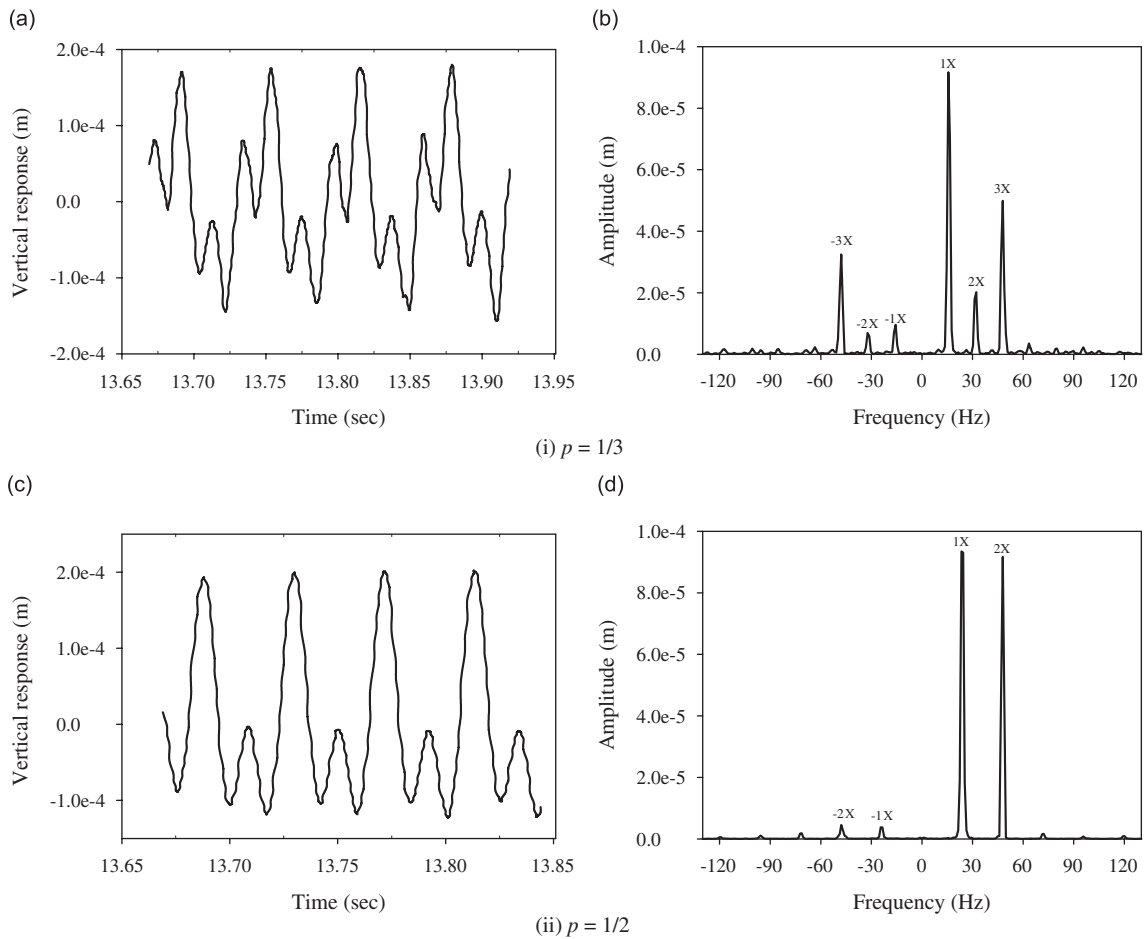 (a)
2.0e-4
1.0e-4
0.0
-1.0e-4
-2.0e-4
Vertical response (m)
13.65 13.70 13.75 13.80 13.85 13.90 13.95
Time (sec)
(b)
1.0e-4
8.0e-5
6.0e-5
4.0e-5
2.0e-5
0.0
Amplitude (m)
-3X
-2X
-1X
1X
2X
3X
-120 -90 -60 -30 0 30 60 90 120
Frequency (Hz)
(i) p = 1/3
(c)
2.0e-4
1.0e-4
0.0
-1.0e-4
Vertical response (m)
13.65 13.70 13.75 13.80 13.85
Time (sec)
(d)
1.0e-4
8.0e-5
6.0e-5
4.0e-5
2.0e-5
0.0
Amplitude (m)
-2X
-1X
1X
2X
-120 -90 -60 -30 0 30 60 90 120
Frequency (Hz)
(ii) p = 1/2